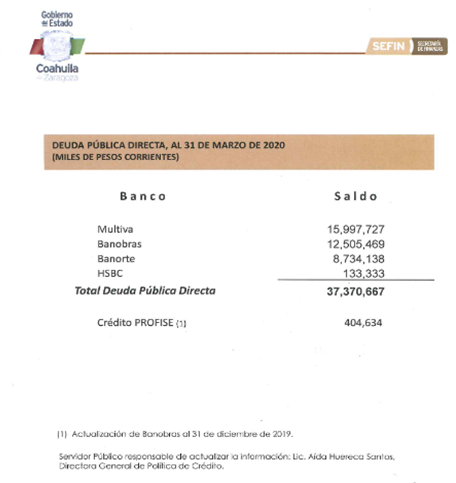 Gobierno
de Estado
Coahuila
de Zaragoza
SEFIN
SECRETARÍA
DE FINANZAS
DEUDA PÚBLICA DIRECTA, AL 31 DE MARZO DE 2020
(MILES DE PESOS CORRIENTES)
Banco Saldo
Multiva 15,997,727
Banobras 12,505,469
Banorte 8,734,138
HSBC 133,333
Total Deuda Pública Directa 37,370,667
Crédito PROFISE (1) 404,634
(1) Actualización de Banobras al 31 de diciembre de 2019.
Servidor Público responsable de actualizar la información: Lic. Aída Huereca Santos,
Directora General de Política de Crédito.